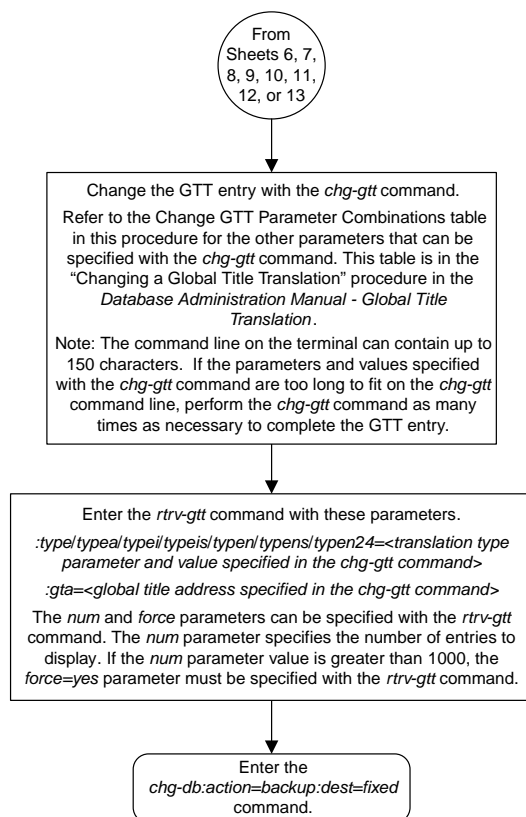 From
Sheets 6, 7,
8, 9, 10, 11,
12, or 13
Change the GTT entry with the chg-gtt command.
Refer to the Change GTT Parameter Combinations table
in this procedure for the other parameters that can be
specified with the chg-gtt command. This table is in the
“Changing a Global Title Translation” procedure in the
Database Administration Manual - Global Title
Translation.
Note: The command line on the terminal can contain up to
150 characters. If the parameters and values specified
with the chg-gtt command are too long to fit on the chg-gtt
command line, perform the chg-gtt command as many
times as necessary to complete the GTT entry.
Enter the rtrv-gtt command with these parameters.
:type/typea/typei/typeis/typen/typens/typen24=<translation type
parameter and value specified in the chg-gtt command>
:gta=<global title address specified in the chg-gtt command>
The num and force parameters can be specified with the rtrv-gtt
command. The num parameter specifies the number of entries to
display. If the num parameter value is greater than 1000, the
force=yes parameter must be specified with the rtrv-gtt command.
Enter the
chg-db:action=backup:dest=fixed
command.